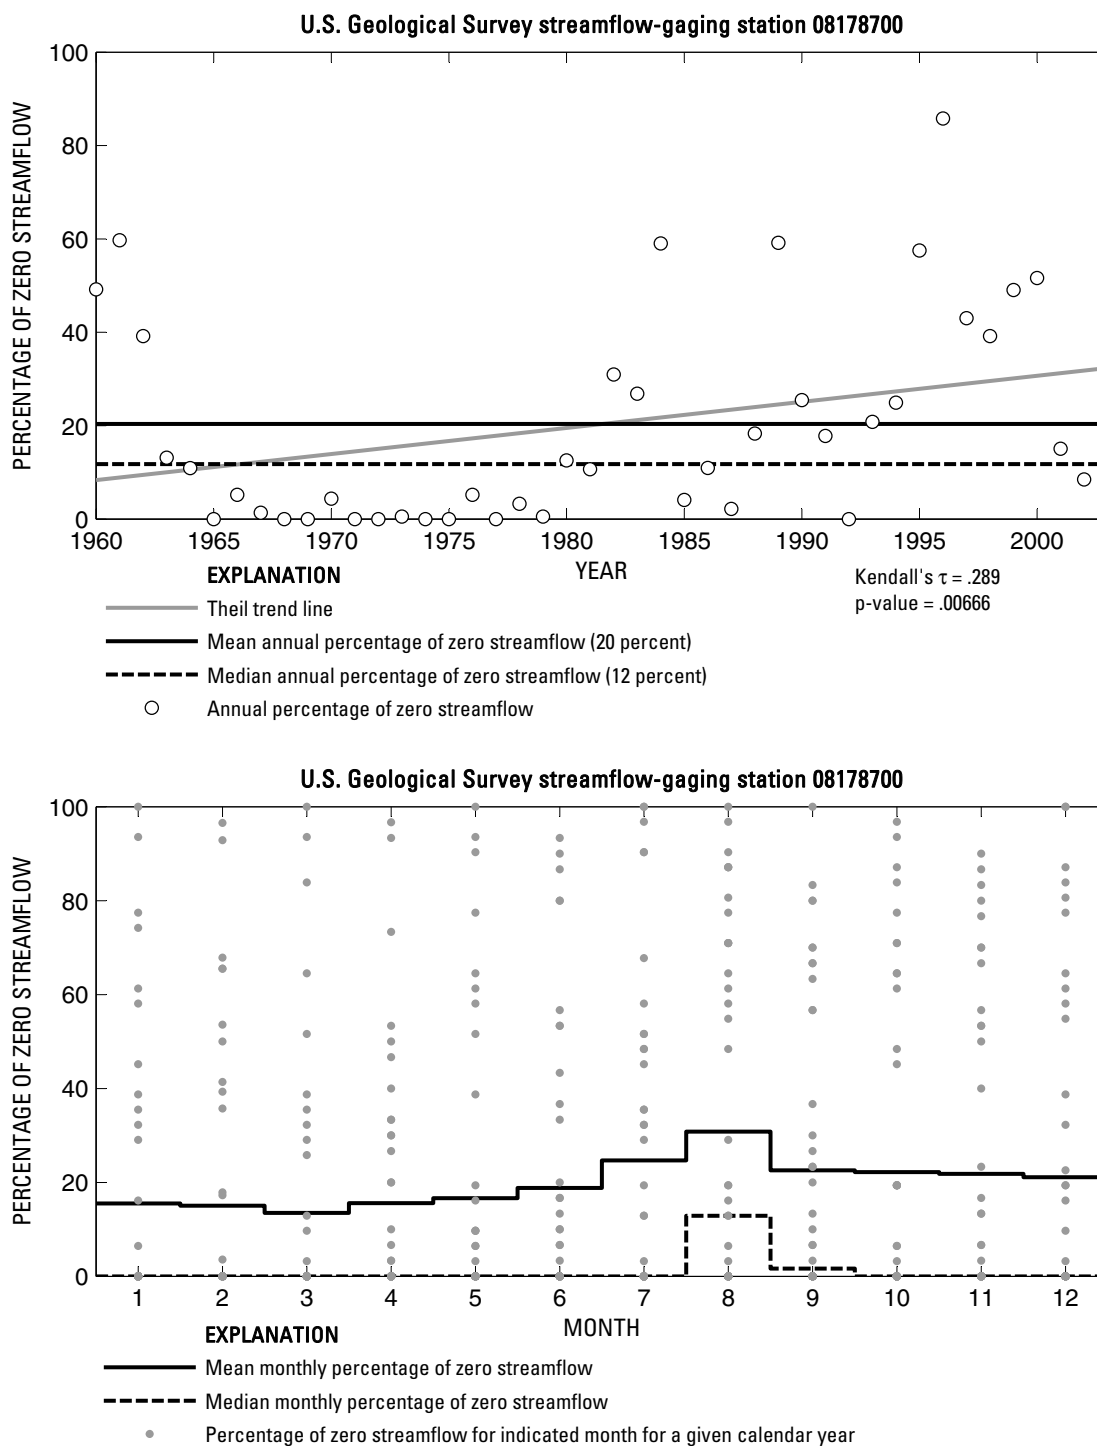 U.S. Geological Survey streamflow-gaging station 08178700
100
80
60
40
20
0
PERCENTAGE OF ZERO STREAMFLOW
1960 1965 1970 1975 1980 1985 1990 1995 2000
YEAR
Kendall's τ = .289
p-value = .00666
EXPLANATION
Theil trend line
Mean annual percentage of zero streamflow (20 percent)
Median annual percentage of zero streamflow (12 percent)
Annual percentage of zero streamflow
U.S. Geological Survey streamflow-gaging station 08178700
100
80
60
40
20
0
PERCENTAGE OF ZERO STREAMFLOW
1 2 3 4 5 6 7 8 9 10 11 12
MONTH
EXPLANATION
Mean monthly percentage of zero streamflow
Median monthly percentage of zero streamflow
Percentage of zero streamflow for indicated month for a given calendar year